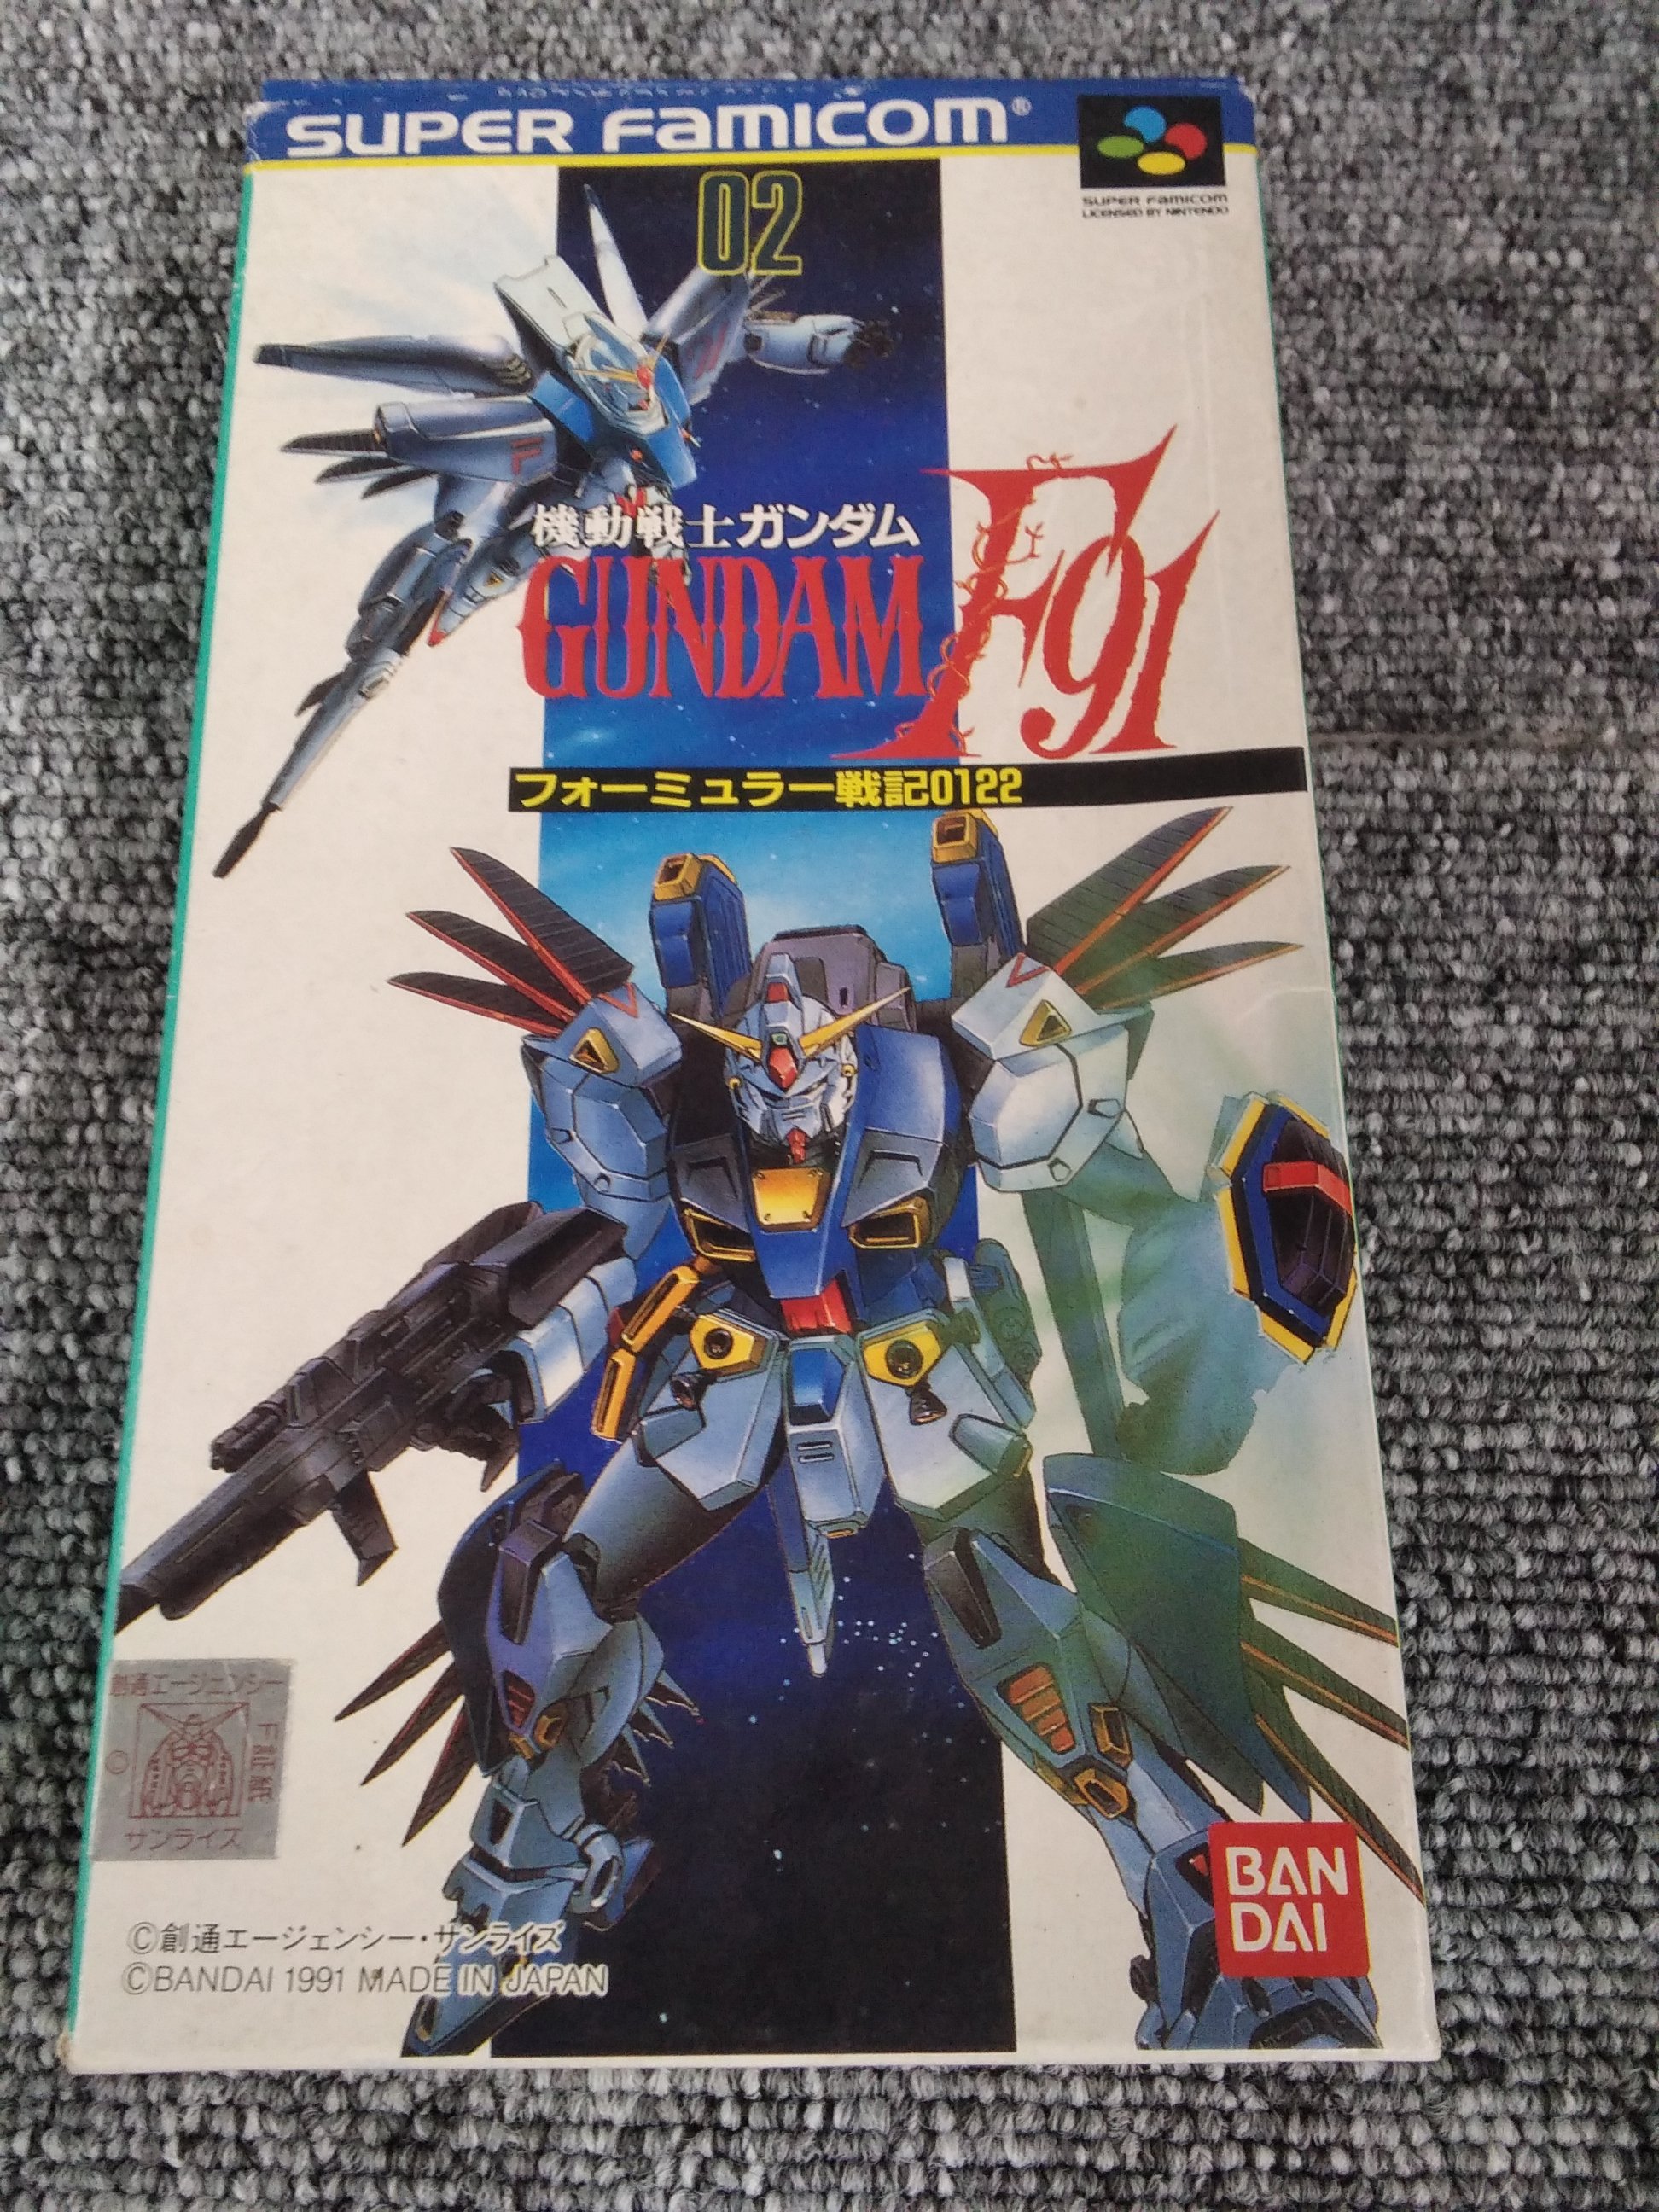 SUPER FAMICOM®
SUPER FAMICOM
LICENSED BY NINTENDO
02
F
機動戦士ガンダム
GUNDAM F91
フォーミュラー戦記0122
創通エージェンシー
F証紙
©
サンライズ
©創通エージェンシー・サンライズ
©BANDAI 1991 MADE IN JAPAN
BAN
DAI